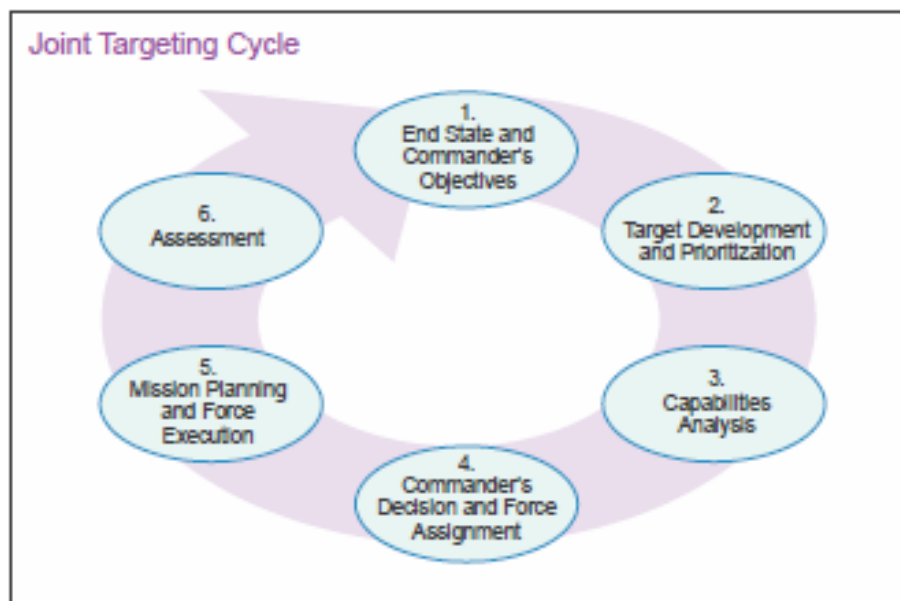 Joint Targeting Cycle
1.
End State and
Commander's
Objectives
2.
Target Development
and Prioritization
3.
Capabilities
Analysis
4.
Commander's
Decision and Force
Assignment
5.
Mission Planning
and Force
Execution
6.
Assessment